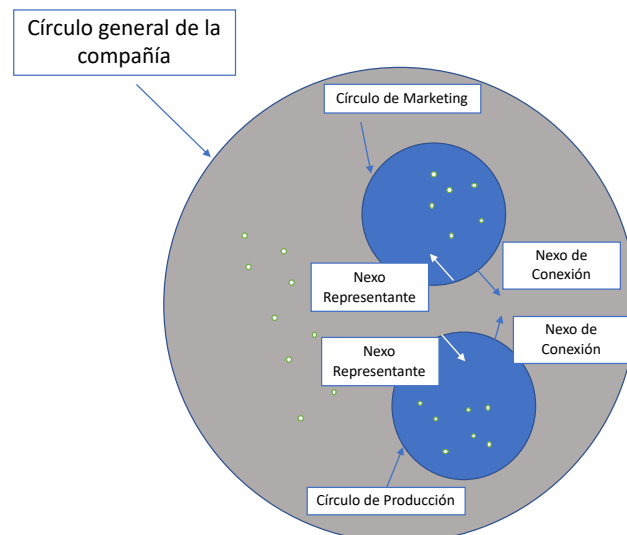 Círculo general de la
compañía
Círculo de Marketing
Nexo
Representante
Nexo de
Conexión
Nexo
Representante
Nexo de
Conexión
Círculo de Producción